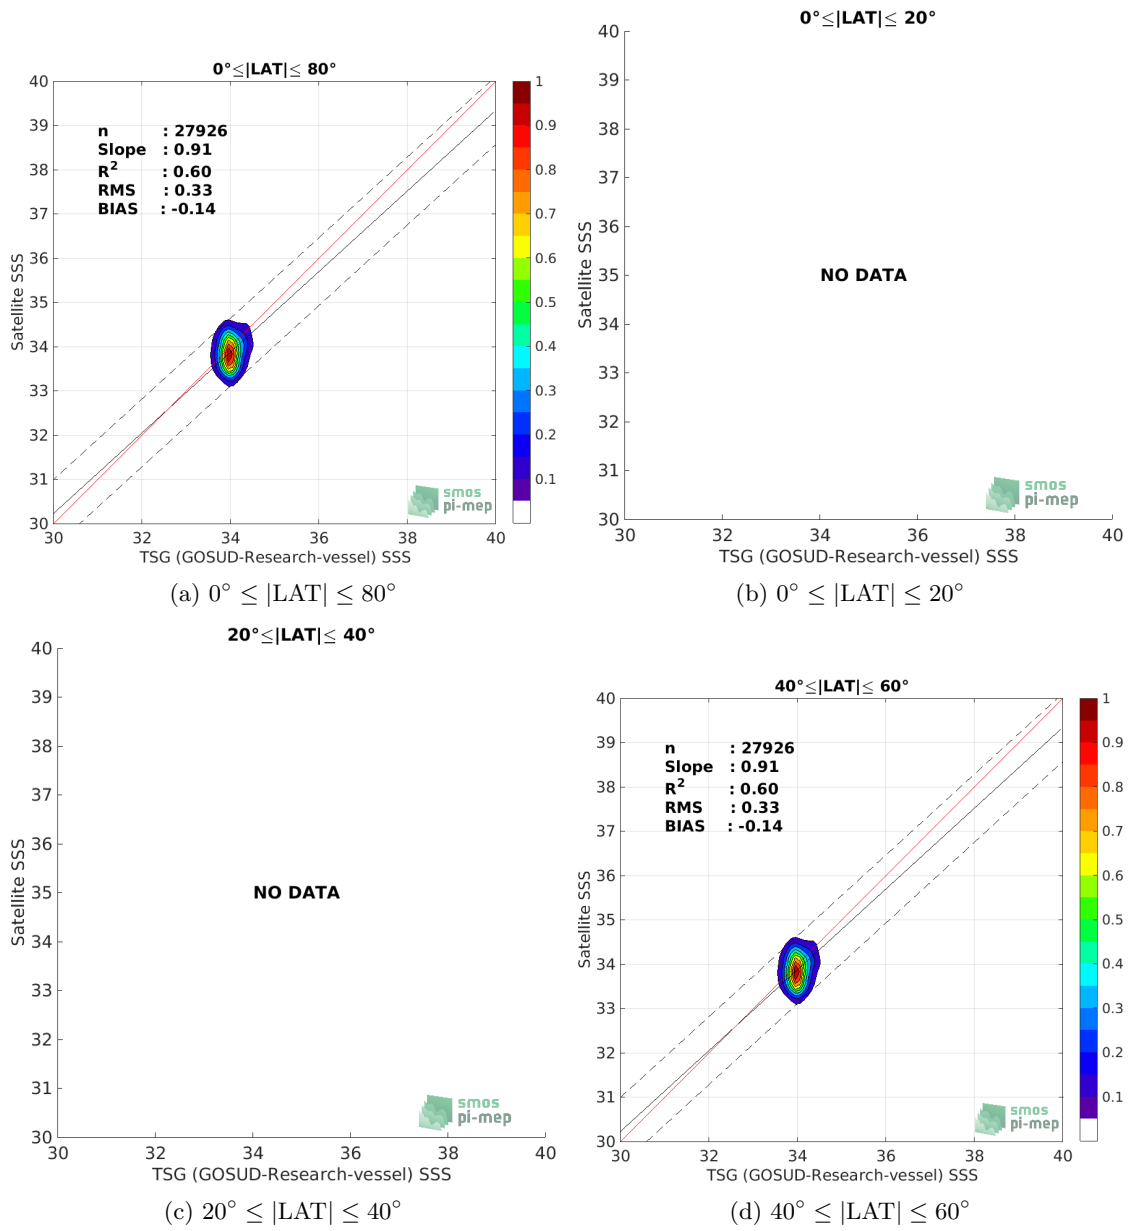 0°≤|LAT|≤ 80°
40
39
38
37
36
35
34
33
32
31
30
Satellite SSS
n : 27926
Slope : 0.91
R² : 0.60
RMS : 0.33
BIAS : -0.14
smos
pi-mep
30 32 34 36 38 40
TSG (GOSUD-Research-vessel) SSS
1
0.9
0.8
0.7
0.6
0.5
0.4
0.3
0.2
0.1
(a) 0° ≤ |LAT| ≤ 80°
0°≤|LAT|≤ 20°
40
39
38
37
36
35
34
33
32
31
30
Satellite SSS
NO DATA
smos
pi-mep
30 32 34 36 38 40
TSG (GOSUD-Research-vessel) SSS
(b) 0° ≤ |LAT| ≤ 20°
20°≤|LAT|≤ 40°
40
39
38
37
36
35
34
33
32
31
30
Satellite SSS
NO DATA
smos
pi-mep
30 32 34 36 38 40
TSG (GOSUD-Research-vessel) SSS
(c) 20° ≤ |LAT| ≤ 40°
40°≤|LAT|≤ 60°
40
39
38
37
36
35
34
33
32
31
30
Satellite SSS
n : 27926
Slope : 0.91
R² : 0.60
RMS : 0.33
BIAS : -0.14
smos
pi-mep
30 32 34 36 38 40
TSG (GOSUD-Research-vessel) SSS
1
0.9
0.8
0.7
0.6
0.5
0.4
0.3
0.2
0.1
(d) 40° ≤ |LAT| ≤ 60°